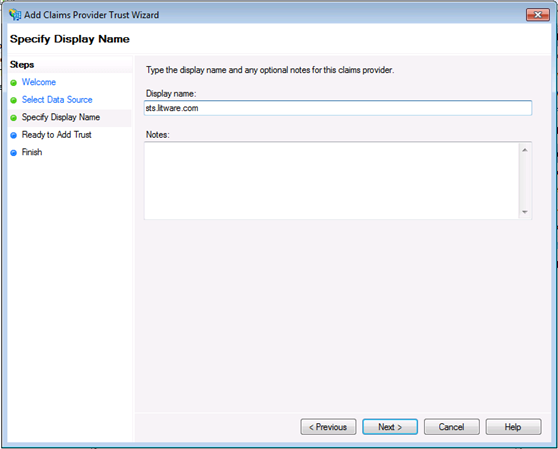 Add Claims Provider Trust Wizard
Specify Display Name
Steps
Welcome
Select Data Source
Specify Display Name
Ready to Add Trust
Finish
Type the display name and any optional notes for this claims provider.
Display name:
sts.litware.com
Notes:
< Previous
Next >
Cancel
Help